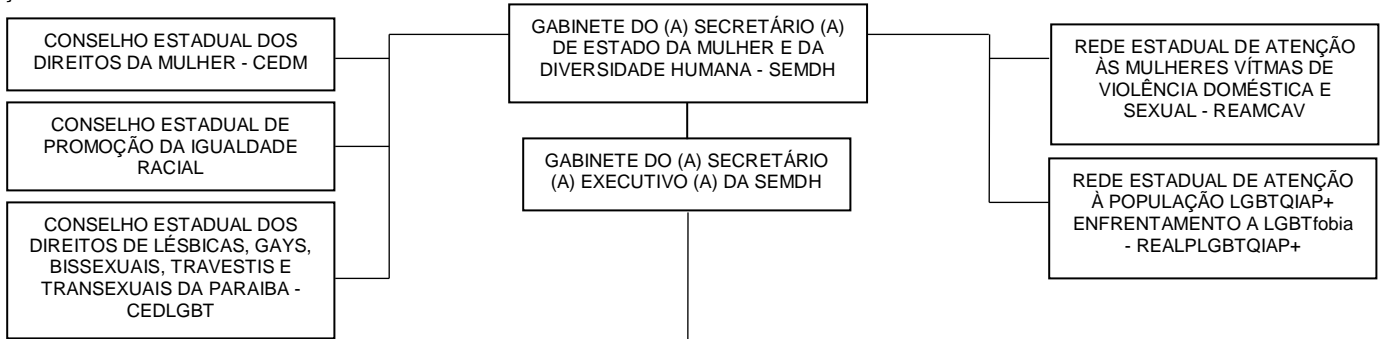 CONSELHO ESTADUAL DOS
DIREITOS DA MULHER - CEDM
CONSELHO ESTADUAL DE
PROMOÇÃO DA IGUALDADE
RACIAL
CONSELHO ESTADUAL DOS
DIREITOS DE LÉSBICAS, GAYS,
BISSEXUAIS, TRAVESTIS E
TRANSEXUAIS DA PARAIBA -
CEDLGBT
GABINETE DO (A) SECRETÁRIO (A)
DE ESTADO DA MULHER E DA
DIVERSIDADE HUMANA - SEMDH
GABINETE DO (A) SECRETÁRIO
(A) EXECUTIVO (A) DA SEMDH
REDE ESTADUAL DE ATENÇÃO
ÀS MULHERES VÍTMAS DE
VIOLÊNCIA DOMÉSTICA E
SEXUAL - REAMCAV
REDE ESTADUAL DE ATENÇÃO
À POPULAÇÃO LGBTQIAP+
ENFRENTAMENTO A LGBTfobia
- REALPLGBTQIAP+